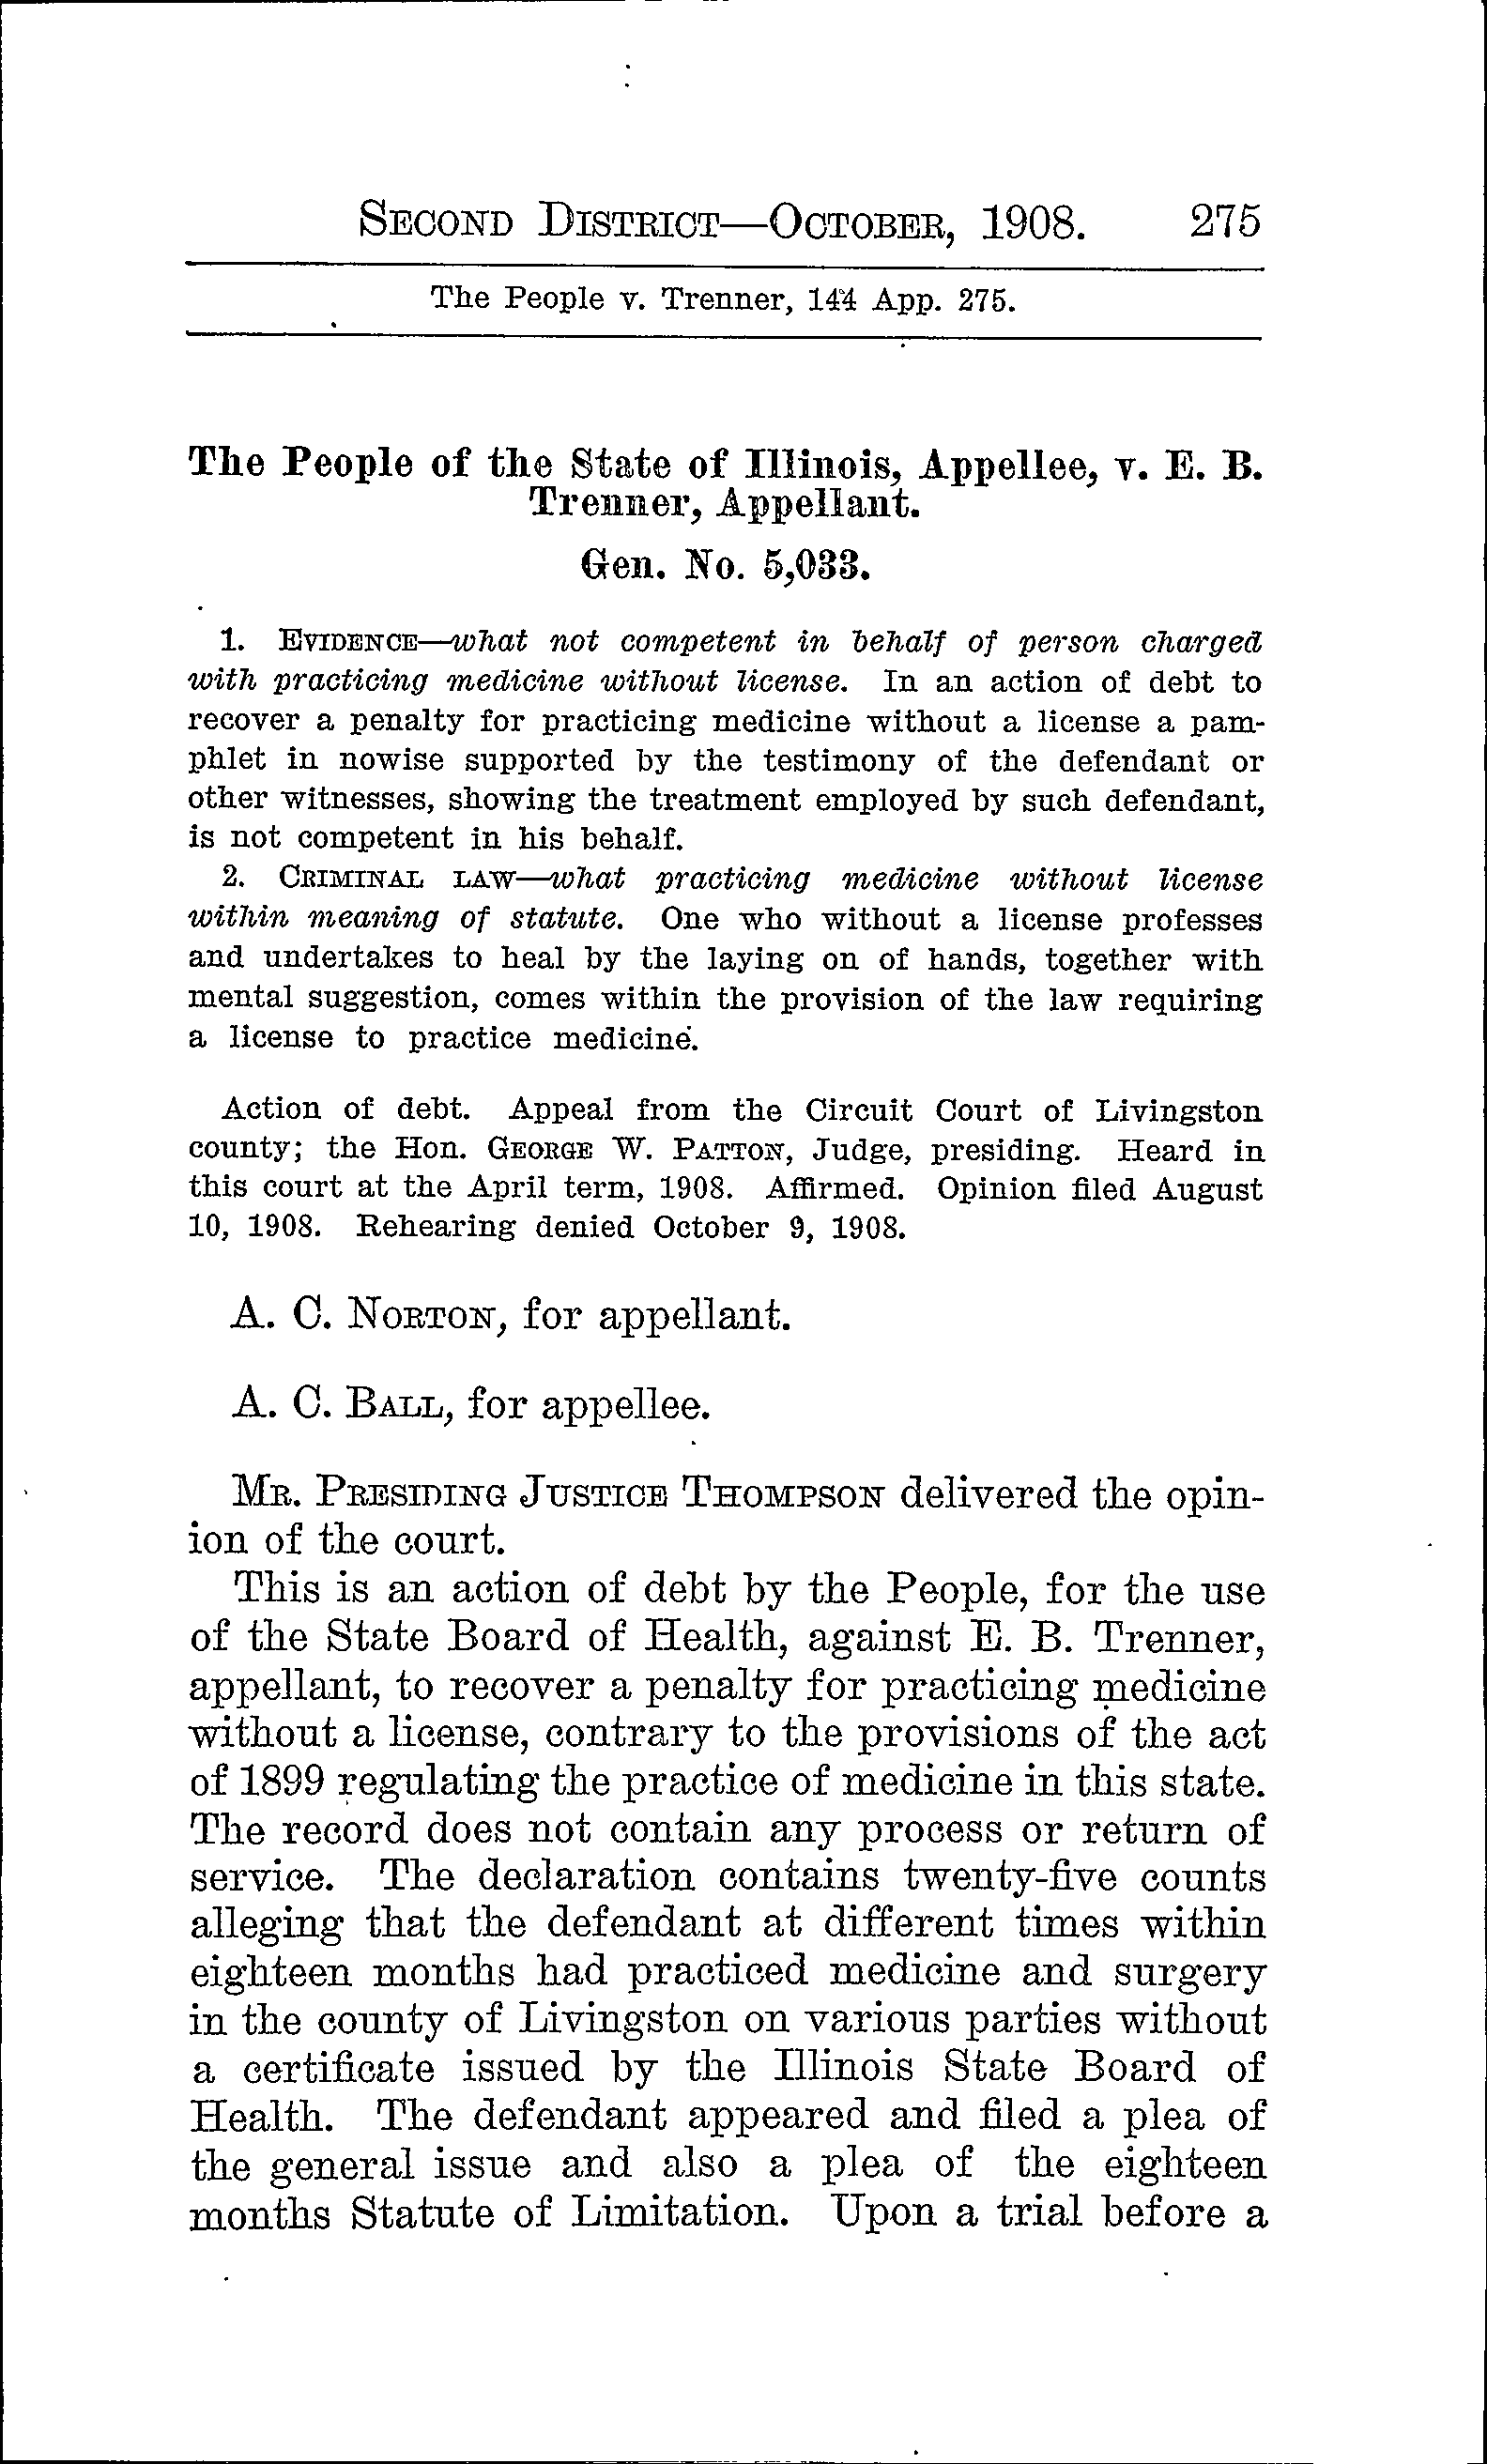 SECOND DISTRICT—OCTOBER, 1908. 275
The People v. Trenner, 144 App. 275.
The People of the State of Illinois, Appellee, v. E. B.
Trenner, Appellant.
Gen. No. 5,033.
1. EVIDENCE—what not competent in behalf of person charged
with practicing medicine without license. In an action of debt to
recover a penalty for practicing medicine without a license a pam-
phlet in nowise supported by the testimony of the defendant or
other witnesses, showing the treatment employed by such defendant,
is not competent in his behalf.
2. CRIMINAL LAW—what practicing medicine without license
within meaning of statute. One who without a license professes
and undertakes to heal by the laying on of hands, together with
mental suggestion, comes within the provision of the law requiring
a license to practice medicine.
Action of debt. Appeal from the Circuit Court of Livingston
county; the Hon. GEORGE W. PATTON, Judge, presiding. Heard in
this court at the April term, 1908. Affirmed. Opinion filed August
10, 1908. Rehearing denied October 9, 1908.
A. C. NORTON, for appellant.
A. C. BALL, for appellee.
MR. PRESIDING JUSTICE THOMPSON delivered the opin-
ion of the court.
This is an action of debt by the People, for the use
of the State Board of Health, against E. B. Trenner,
appellant, to recover a penalty for practicing medicine
without a license, contrary to the provisions of the act
of 1899 regulating the practice of medicine in this state.
The record does not contain any process or return of
service. The declaration contains twenty-five counts
alleging that the defendant at different times within
eighteen months had practiced medicine and surgery
in the county of Livingston on various parties without
a certificate issued by the Illinois State Board of
Health. The defendant appeared and filed a plea of
the general issue and also a plea of the eighteen
months Statute of Limitation. Upon a trial before a